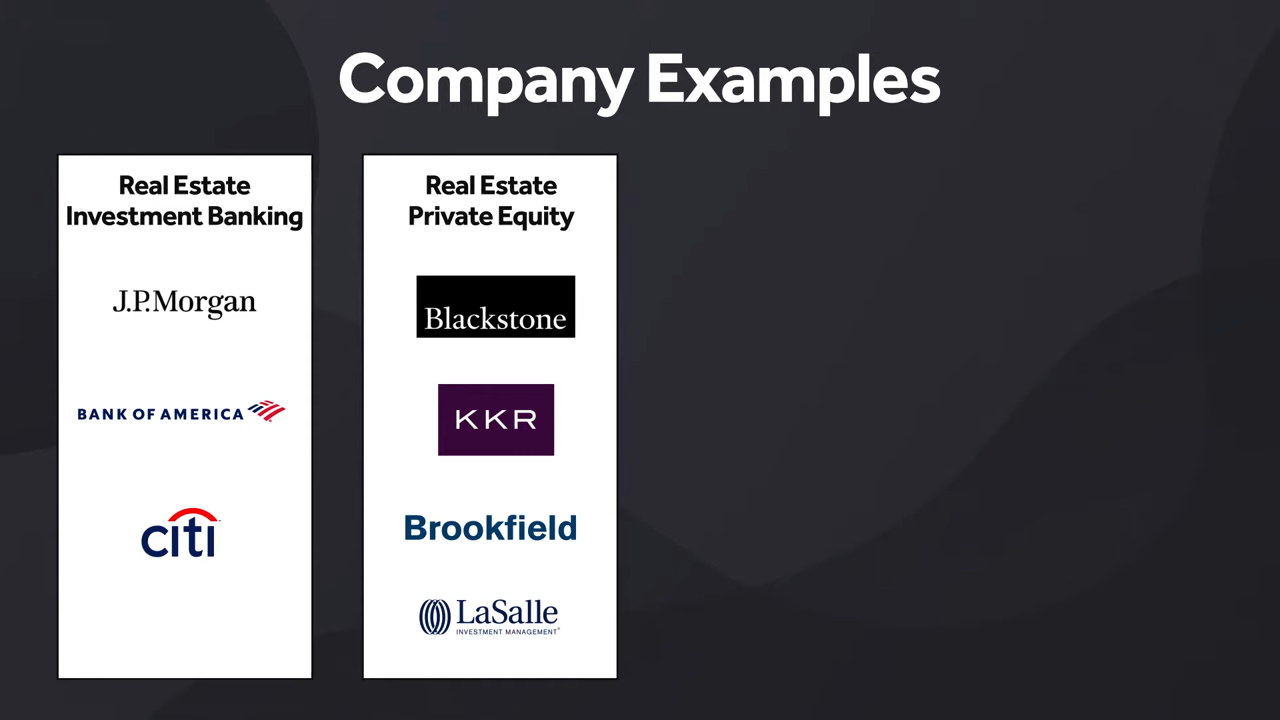 Company Examples
Real Estate
Investment Banking
J.P.Morgan
BANK OF AMERICA
citi
Real Estate
Private Equity
Blackstone
KKR
Brookfield
LaSalle
INVESTMENT MANAGEMENT®